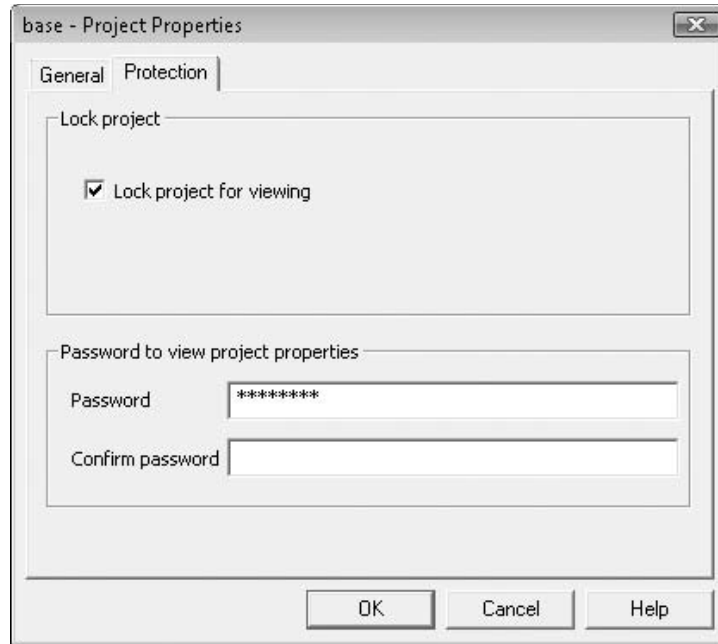 base - Project Properties
General Protection
Lock project
Lock project for viewing
Password to view project properties
Password ********
Confirm password
OK Cancel Help